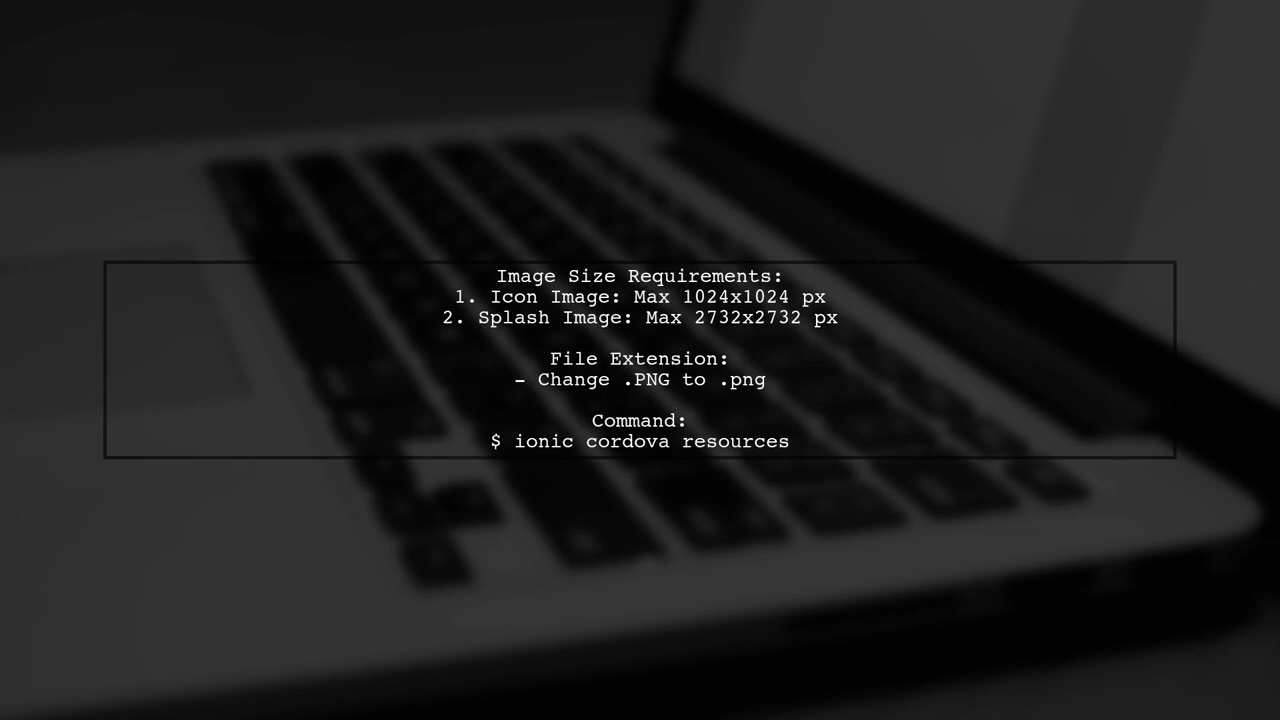 Image Size Requirements:
1. Icon Image: Max 1024x1024 px
2. Splash Image: Max 2732x2732 px
File Extension:
- Change .PNG to .png
Command:
$ ionic cordova resources